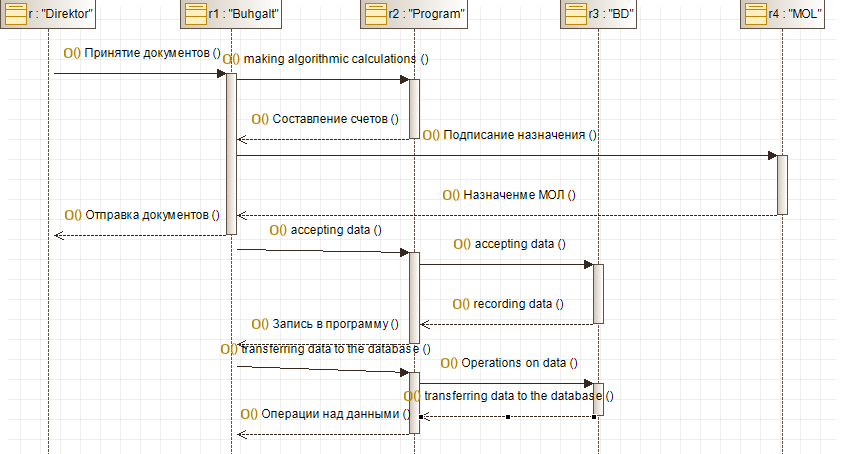 r : "Direktor"
r1 : "Buhgalt"
r2 : "Program"
r3 : "BD"
r4 : "MOL"
O() Принятие документов ()
O() making algorithmic calculations ()
O() Составление счетов ()
O() Подписание назначения ()
O() Назначенме МОЛ ()
O() Отправка документов ()
O() accepting data ()
O() accepting data ()
O() recording data ()
O() Запись в программу ()
O() transferring data to the database ()
O() Operations on data ()
O() transferring data to the database ()
O() Операции над данными ()